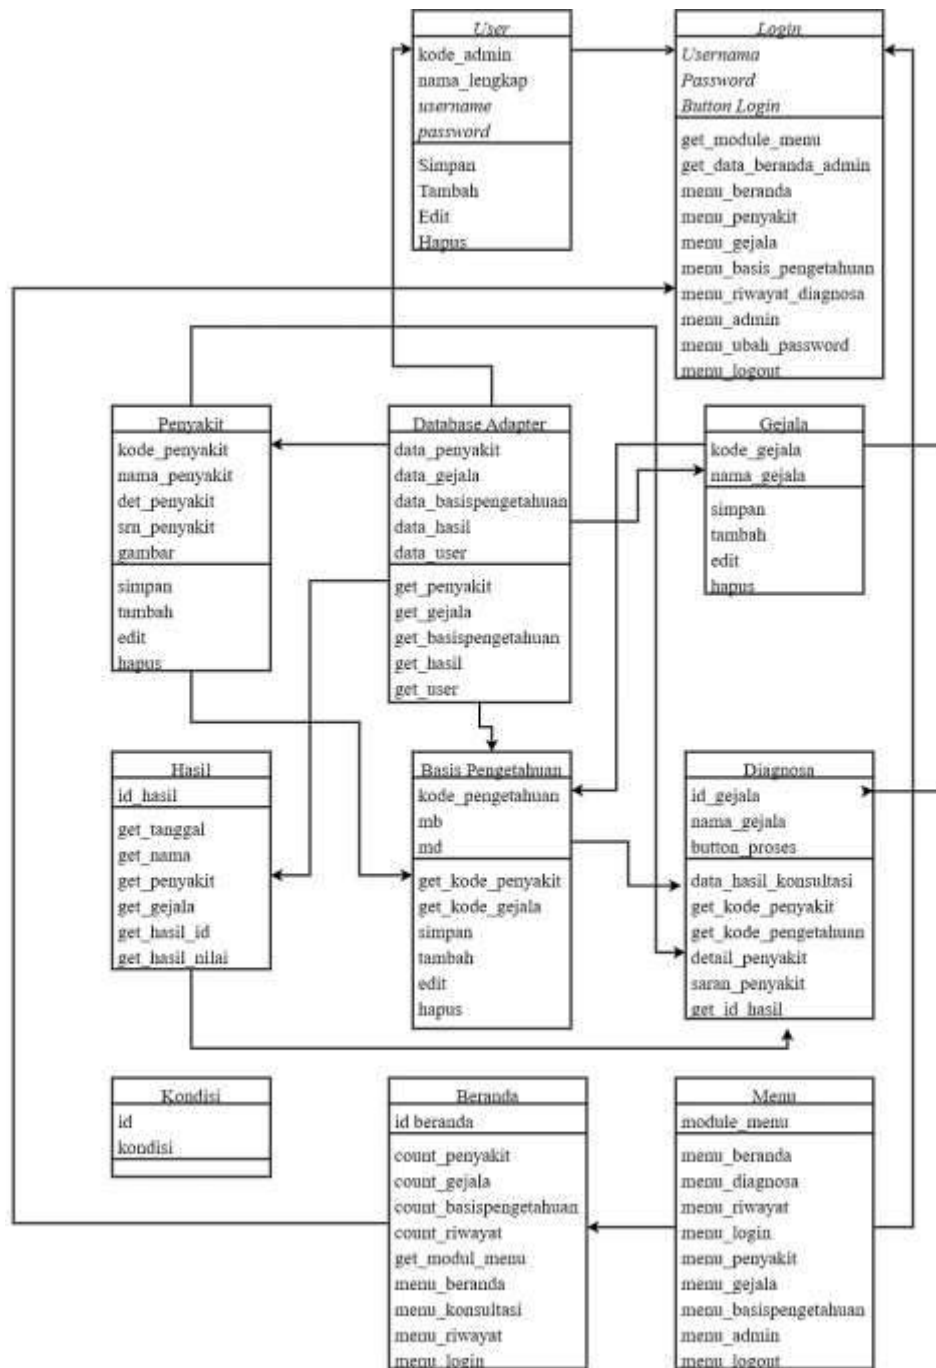 User
kode_admin
nama_lengkap
username
password
Simpan
Tambah
Edit
Hapus
Login
Usernama
Password
Button Login
get_module_menu
get_data_beranda_admin
menu_beranda
menu_penyakit
menu_gejala
menu_basis_pengetahuan
menu_riwayat_diagnosa
menu_admin
menu_ubah_password
menu_logout
Penyakit
kode_penyakit
nama_penyakit
det_penyakit
srn_penyakit
gambar
simpan
tambah
edit
hapus
Database Adapter
data_penyakit
data_gejala
data_basispengetahuan
data_hasil
data_user
get_penyakit
get_gejala
get_basispengetahuan
get_hasil
get_user
Gejala
kode_gejala
nama_gejala
simpan
tambah
edit
hapus
Hasil
id_hasil
get_tanggal
get_nama
get_penyakit
get_gejala
get_hasil_id
get_hasil_nilai
Basis Pengetahuan
kode_pengetahuan
mb
md
get_kode_penyakit
get_kode_gejala
simpan
tambah
edit
hapus
Diagnosa
id_gejala
nama_gejala
button_proses
data_hasil_konsultasi
get_kode_penyakit
get_kode_pengetahuan
detail_penyakit
saran_penyakit
get_id_hasil
Kondisi
id
kondisi
Beranda
id beranda
count_penyakit
count_gejala
count_basispengetahuan
count_riwayat
get_modul_menu
menu_beranda
menu_konsultasi
menu_riwayat
menu_login
Menu
module_menu
menu_beranda
menu_diagnosa
menu_riwayat
menu_login
menu_penyakit
menu_gejala
menu_basispengetahuan
menu_admin
menu_logout